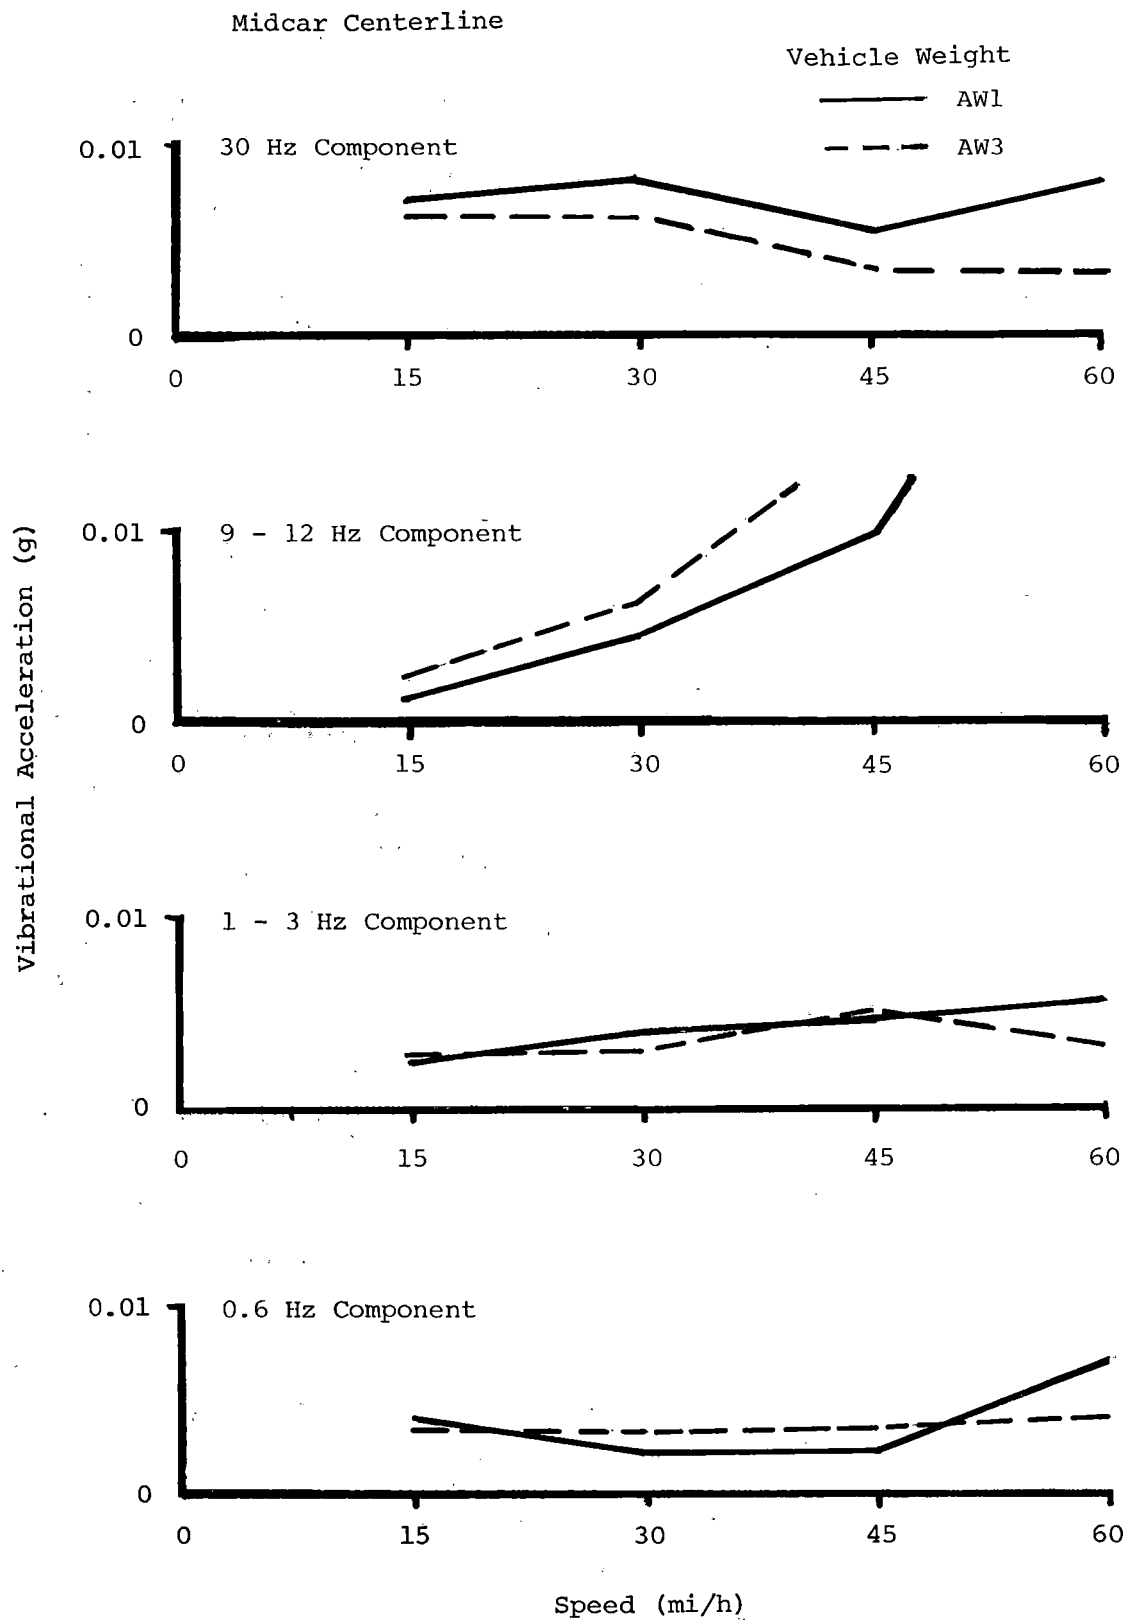 Midcar Centerline
Vehicle Weight
AW1
AW3
0.01
30 Hz Component
0
0 15 30 45 60
0.01
9 - 12 Hz Component
0
0 15 30 45 60
Vibrational Acceleration (g)
0.01
1 - 3 Hz Component
0
0 15 30 45 60
0.01
0.6 Hz Component
0
0 15 30 45 60
Speed (mi/h)